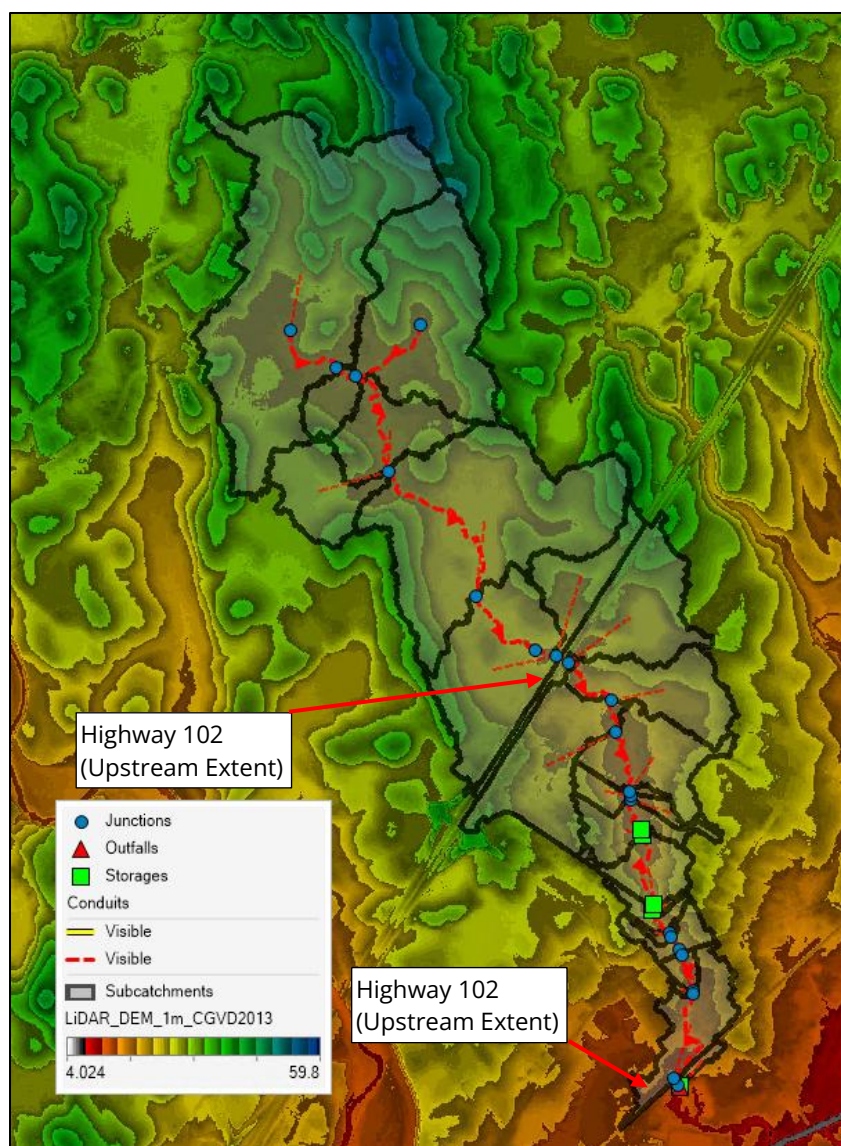 Highway 102
(Upstream Extent)
Junctions
Outfalls
Storages
Conduits
Visible
Visible
Subcatchments
LiDAR_DEM_1m_CGVD2013
4.024
59.8
Highway 102
(Upstream Extent)